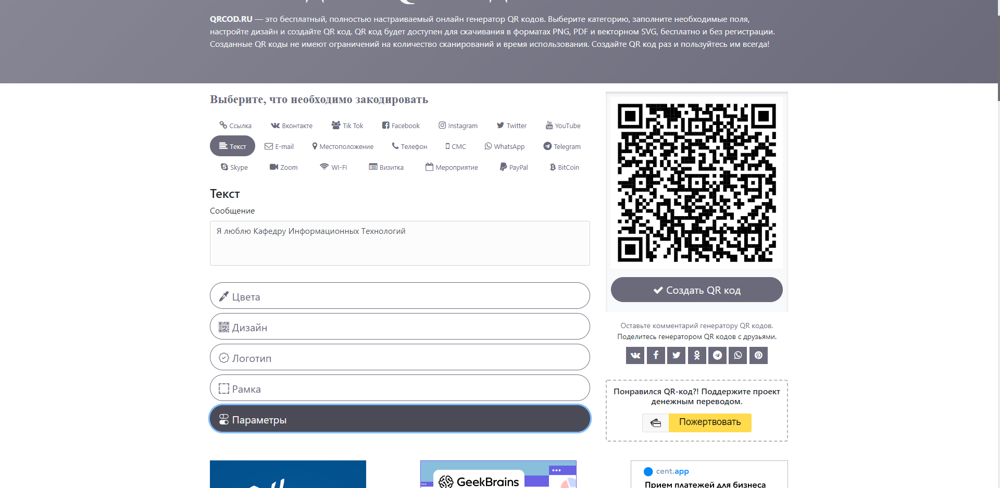 QRCOD.RU — это бесплатный, полностью настраиваемый онлайн генератор QR кодов. Выберите категорию, заполните необходимые поля,
настройте дизайн и создайте QR код. QR код будет доступен для скачивания в форматах PNG, PDF и векторном SVG, бесплатно и без регистрации.
Созданные QR коды не имеют ограничений на количество сканирований и время использования. Создайте QR код раз и пользуйтесь им всегда!
Выберите, что необходимо закодировать
Ссылка Вконтакте Tik Tok Facebook Instagram Twitter YouTube
Текст E-mail Местоположение Телефон СМС WhatsApp Telegram
Skype Zoom WI-FI Визитка Мероприятие PayPal BitCoin
Текст
Сообщение
Я люблю Кафедру Информационных Технологий
Цвета
Дизайн
Логотип
Рамка
Параметры
Создать QR код
Оставьте комментарий генератору QR кодов.
Поделитесь генератором QR кодов с друзьями.
Понравился QR-код?! Поддержите проект
денежным переводом.
Пожертвовать
GeekBrains
cent.app
Прием платежей для бизнеса